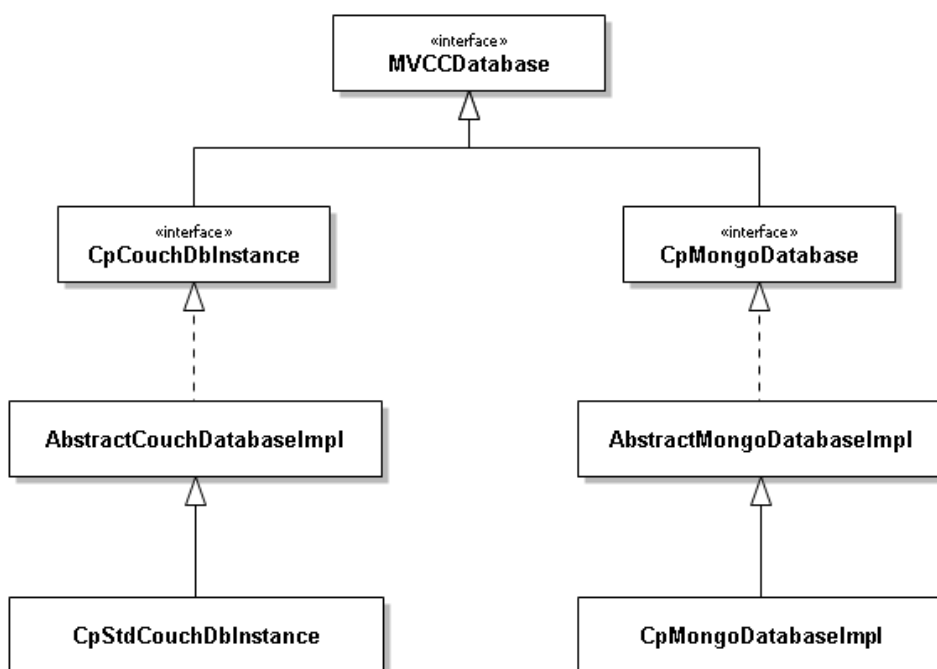 «interface»
MVCCDatabase
«interface»
CpCouchDbInstance
«interface»
CpMongoDatabase
AbstractCouchDatabaseImpl
AbstractMongoDatabaseImpl
CpStdCouchDbInstance
CpMongoDatabaseImpl